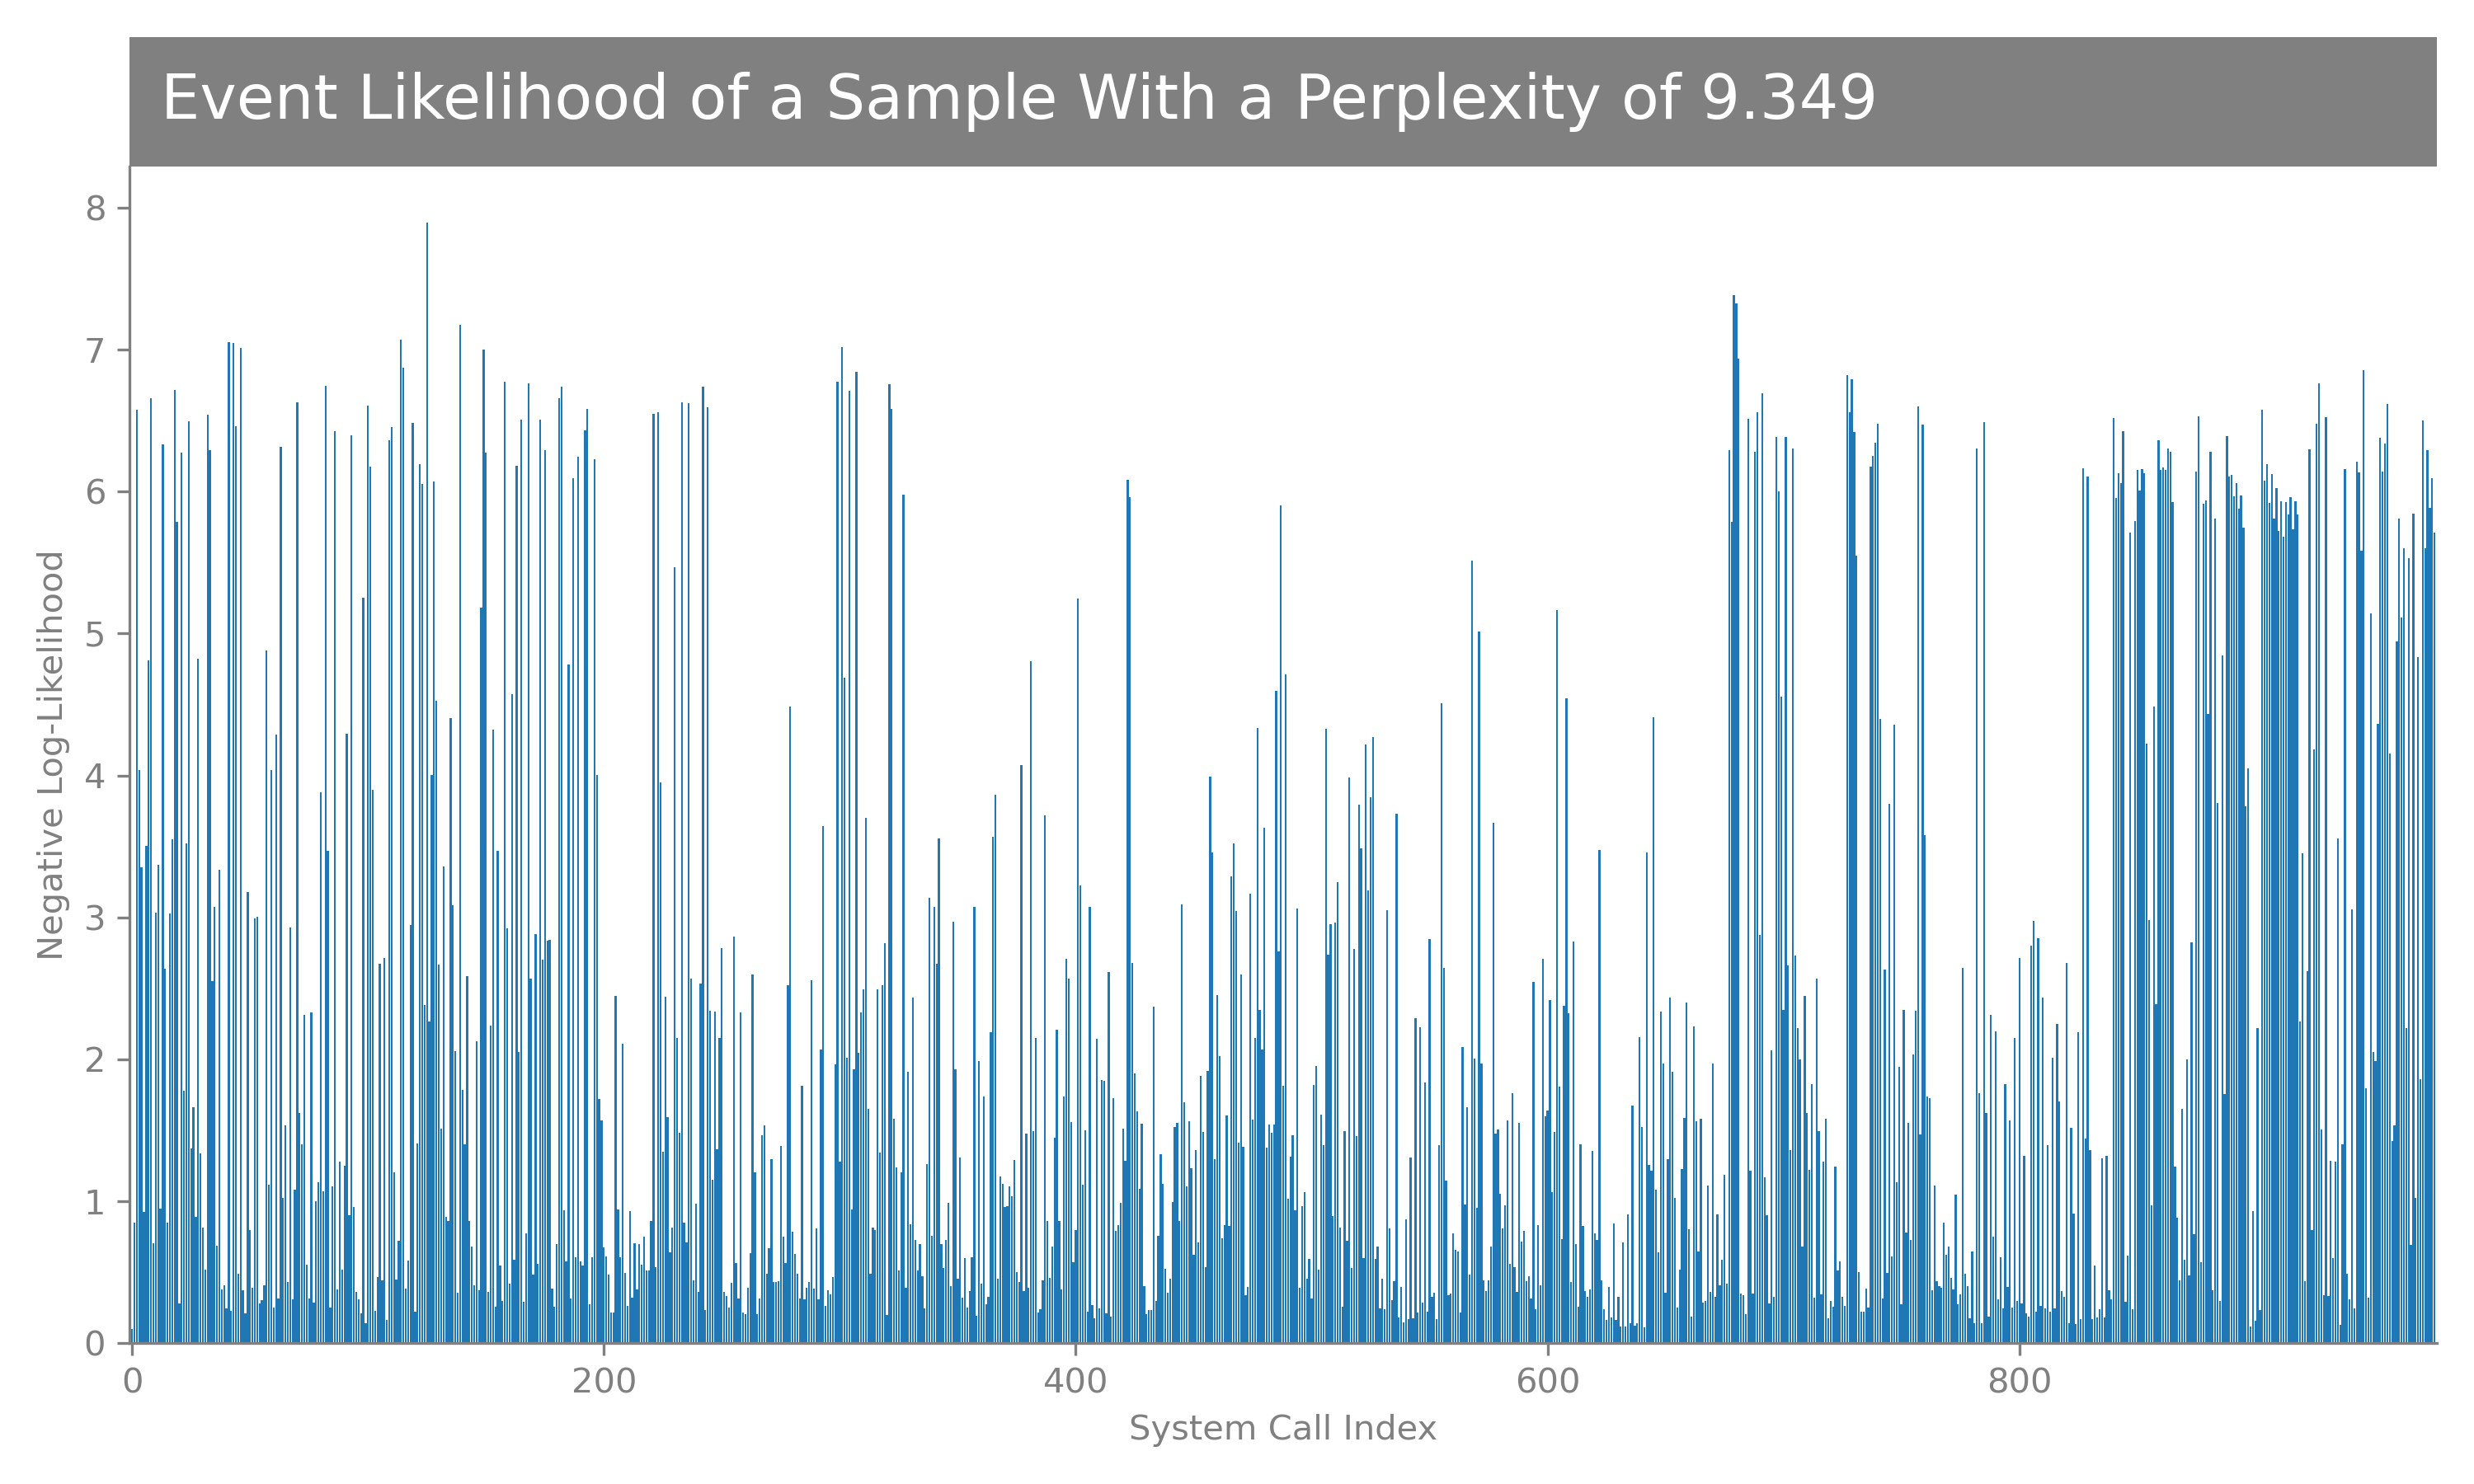 Event Likelihood of a Sample With a Perplexity of 9.349
8
7
6
5
4
3
2
1
0
Negative Log-Likelihood
0 200 400 600 800
System Call Index